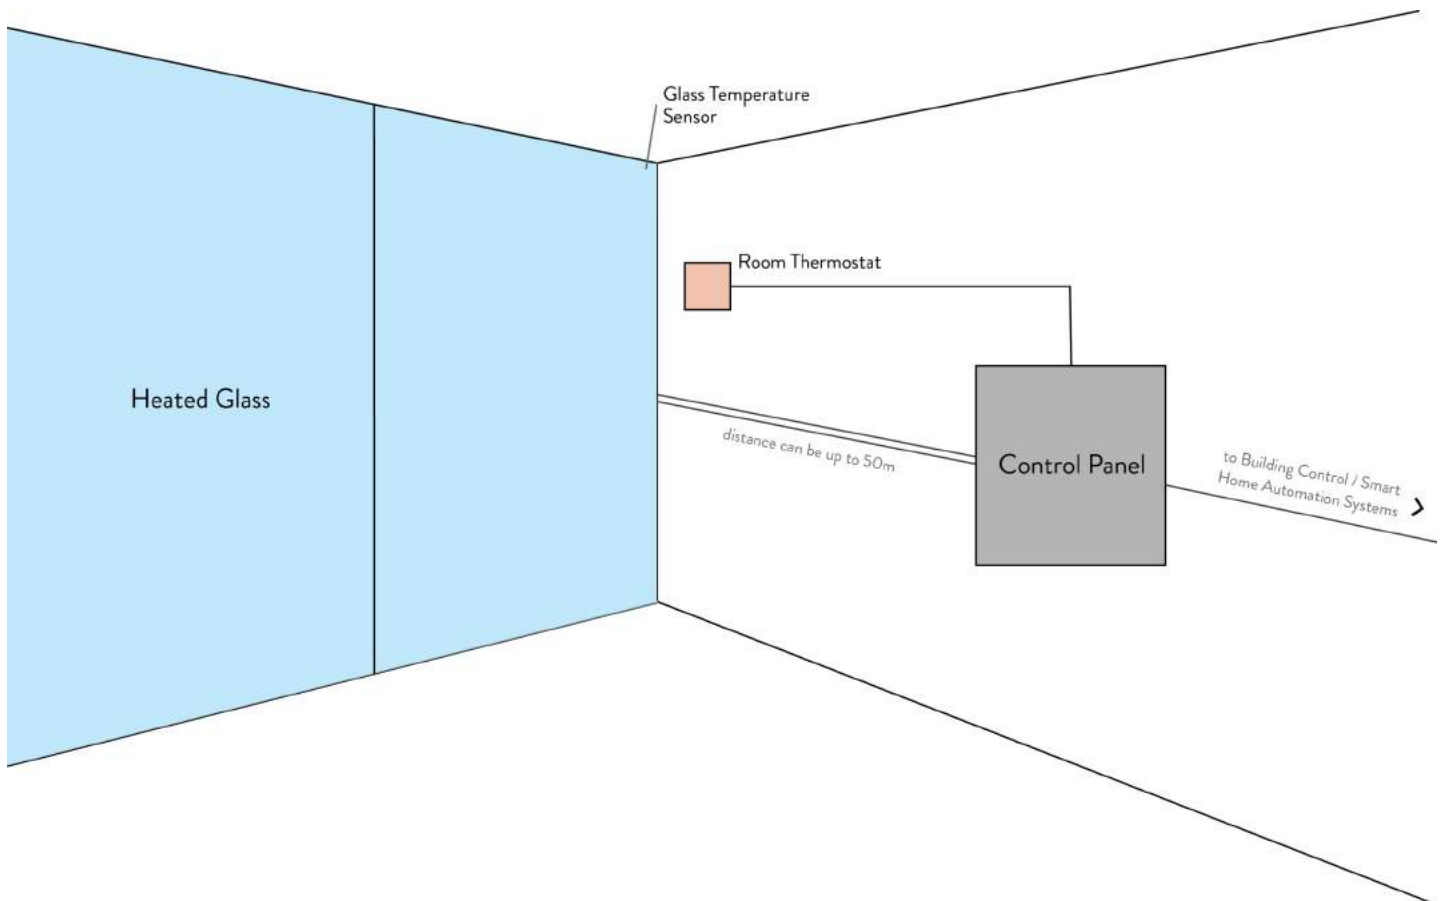 Glass Temperature
Sensor
Room Thermostat
Heated Glass
distance can be up to 50m
Control Panel
to Building Control / Smart
Home Automation Systems